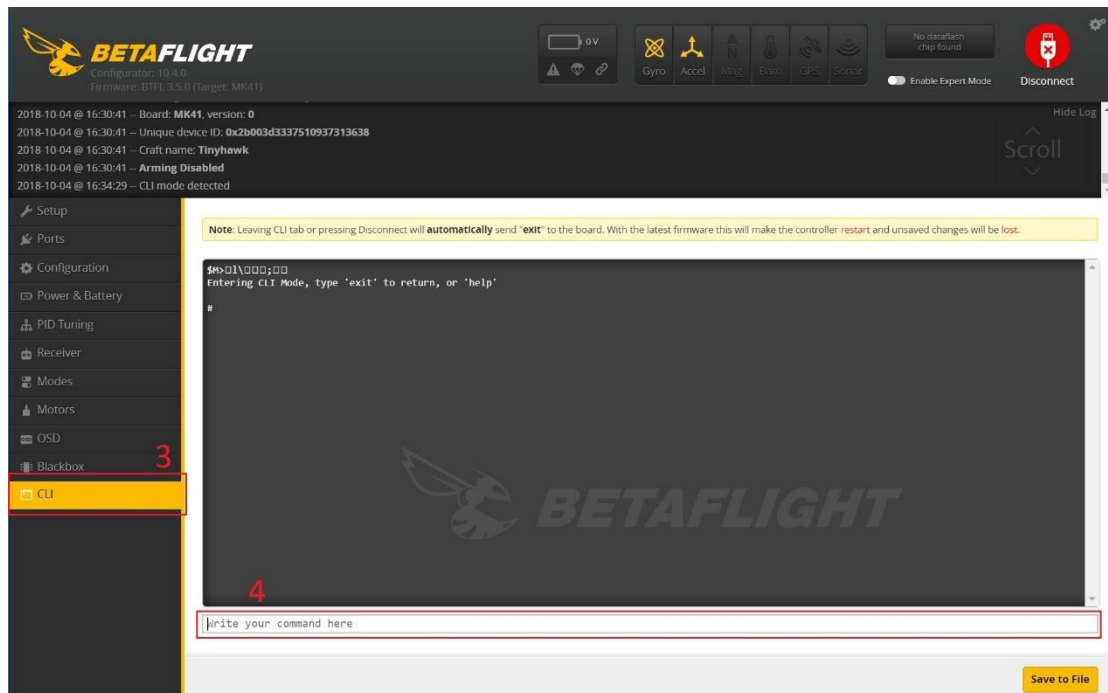 BETAFLIGHT
Configurator: 10.4.0
Firmware: BTFL 3.5.0 (Target: MK41)
0 V
Gyro Accel Mag Baro GPS Sonar
No dataflash
chip found
Enable Expert Mode
Disconnect
2018-10-04 @ 16:30:41 -- Board: MK41, version: 0
2018-10-04 @ 16:30:41 -- Unique device ID: 0x2b003d3337510937313638
2018-10-04 @ 16:30:41 -- Craft name: Tinyhawk
2018-10-04 @ 16:30:41 -- Arming Disabled
2018-10-04 @ 16:34:29 -- CLI mode detected
Hide Log
Scroll
Setup
Ports
Configuration
Power & Battery
PID Tuning
Receiver
Modes
Motors
OSD
Blackbox
3
CLI
Note: Leaving CLI tab or pressing Disconnect will automatically send "exit" to the board. With the latest firmware this will make the controller restart and unsaved changes will be lost.
$M>□l\□□□;□□
Entering CLI Mode, type 'exit' to return, or 'help'
#
BETAFLIGHT
4
Write your command here
Save to File